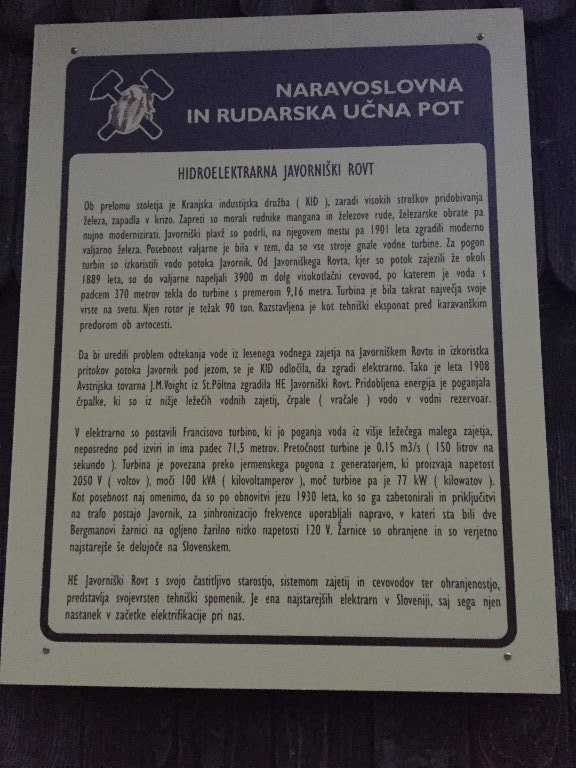 NARAVOSLOVNA
IN RUDARSKA UČNA POT
HIDROELEKTRARNA JAVORNIŠKI ROVT
Ob prelomu stoletja je Kranjska industijska družba ( KID ), zaradi visokih stroškov pridobivanja
železa, zapadla v krizo. Zapreti so morali rudnike mangana in železove rude, železarske obrate pa
nujno modernizirati. Javorniški plavž so podrli, na njegovem mestu pa 1901 leta zgradili moderno
valjarno železa. Posebnost valjarne je bila v tem, da so vse stroje gnale vodne turbine. Za pogon
turbin so izkoristili vodo potoka Javornik. Od Javorniškega Rovta, kjer so potok zajezili že okoli
1889 leta, so do valjarne napeljali 3900 m dolg visokotlačni cevovod, po katerem je voda s
padcem 370 metrov tekla do turbine s premerom 9,16 metra. Turbina je bila takrat največja svoje
vrste na svetu. Njen rotor je težak 90 ton. Razstavljena je kot tehniški eksponat pred karavanškim
predorom ob avtocesti.
Da bi uredili problem odtekanja vode iz lesenega vodnega zajetja na Javorniškem Rovtu in izkoristka
pritokov potoka Javornik pod jezom, se je KID odločila, da zgradi elektrarno. Tako je leta 1908
Avstrijska tovarna J.M.Voight iz St.Pöltna zgradila HE Javorniški Rovt. Pridobljena energija je poganjala
črpalke, ki so iz nižje ležečih vodnih zajetij, črpale ( vračale ) vodo v vodni rezervoar.
V elektrarno so postavili Francisovo turbino, ki jo poganja voda iz višje ležečega malega zajetja,
neposredno pod izviri in ima padec 71,5 metrov. Pretočnost turbine je 0.15 m3/s ( 150 litrov na
sekundo ). Turbina je povezana preko jermenskega pogona z generatorjem, ki proizvaja napetost
2050 V ( voltov ), moči 100 kVA ( kilovoltamperov ), moč turbine pa je 77 kW ( kilowatov ).
Kot posebnost naj omenimo, da so po obnovitvi jezu 1930 leta, ko so ga zabetonirali in priključitvi
na trafo postajo Javornik, za sinhronizacijo frekvence uporabljali napravo, v kateri sta bili dve
Bergmanovi žarnici na ogljeno žarilno nitko napetosti 120 V. Žarnice so ohranjene in so verjetno
najstarejše še delujoče na Slovenskem.
HE Javorniški Rovt s svojo častitljivo starostjo, sistemom zajetij in cevovodov ter ohranjenostjo,
predstavlja svojevrsten tehniški spomenik. Je ena najstarejših elektrarn v Sloveniji, saj sega njen
nastanek v začetke elektrifikacije pri nas.